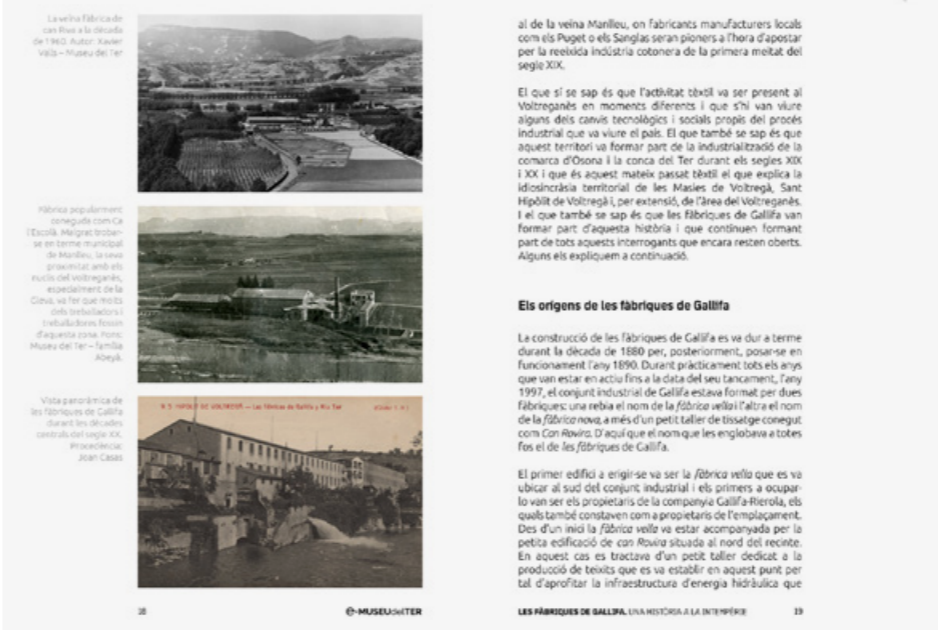 La veïna fàbrica de
can Riva a la dècada
de 1960. Autor: Xavier
Valls – Museu del Ter
Fàbrica popularment
coneguda com Ca
l'Escolà. Malgrat trobar-
se en terme municipal
de Manlleu, la seva
proximitat amb els
nuclis del Voltreganès,
especialment de la
Gleva, va fer que molts
dels treballadors i
treballadores fossin
d'aquesta zona. Fons:
Museu del Ter – família
Abeyà.
Vista panoràmica de
les fàbriques de Gallifa
durant les dècades
centrals del segle XX.
Procedència:
Joan Casas
HIPÓLIT DE VOLTREGÁ – Las fábricas de Gallifa y Río Ter
18
e-MUSEUdelTER
al de la veïna Manlleu, on fabricants manufacturers locals
com els Puget o els Sanglas seran pioners a l'hora d'apostar
per la reeixida indústria cotonera de la primera meitat del
segle XIX.
El que sí se sap és que l'activitat tèxtil va ser present al
Voltreganès en moments diferents i que s'hi van viure
alguns dels canvis tecnològics i socials propis del procés
industrial que va viure el país. El que també se sap és que
aquest territori va formar part de la industrialització de la
comarca d'Osona i la conca del Ter durant els segles XIX
i XX i que és aquest mateix passat tèxtil el que explica la
idiosincràsia territorial de les Masies de Voltregà, Sant
Hipòlit de Voltregà i, per extensió, de l'àrea del Voltreganès.
I el que també se sap és que les fàbriques de Gallifa van
formar part d'aquesta història i que continuen formant
part de tots aquests interrogants que encara resten oberts.
Alguns els expliquem a continuació.
Els orígens de les fàbriques de Gallifa
La construcció de les fàbriques de Gallifa es va dur a terme
durant la dècada de 1880 per, posteriorment, posar-se en
funcionament l'any 1890. Durant pràcticament tots els anys
que van estar en actiu fins a la data del seu tancament, l'any
1997, el conjunt industrial de Gallifa estava format per dues
fàbriques: una rebia el nom de la fàbrica vella i l'altra el nom
de la fàbrica nova, a més d'un petit taller de tissatge conegut
com Can Rovira. D'aquí que el nom que les englobava a totes
fos el de les fàbriques de Gallifa.
El primer edifici a erigir-se va ser la fàbrica vella que es va
ubicar al sud del conjunt industrial i els primers a ocupar-
lo van ser els propietaris de la companyia Gallifa-Rierola, els
quals també constaven com a propietaris de l'emplaçament.
Des d'un inici la fàbrica vella va estar acompanyada per la
petita edificació de can Rovira situada al nord del recinte.
En aquest cas es tractava d'un petit taller dedicat a la
producció de teixits que es va establir en aquest punt per
tal d'aprofitar la infraestructura d'energia hidràulica que
LES FÀBRIQUES DE GALLIFA. UNA HISTÒRIA A LA INTEMPÈRIE
19